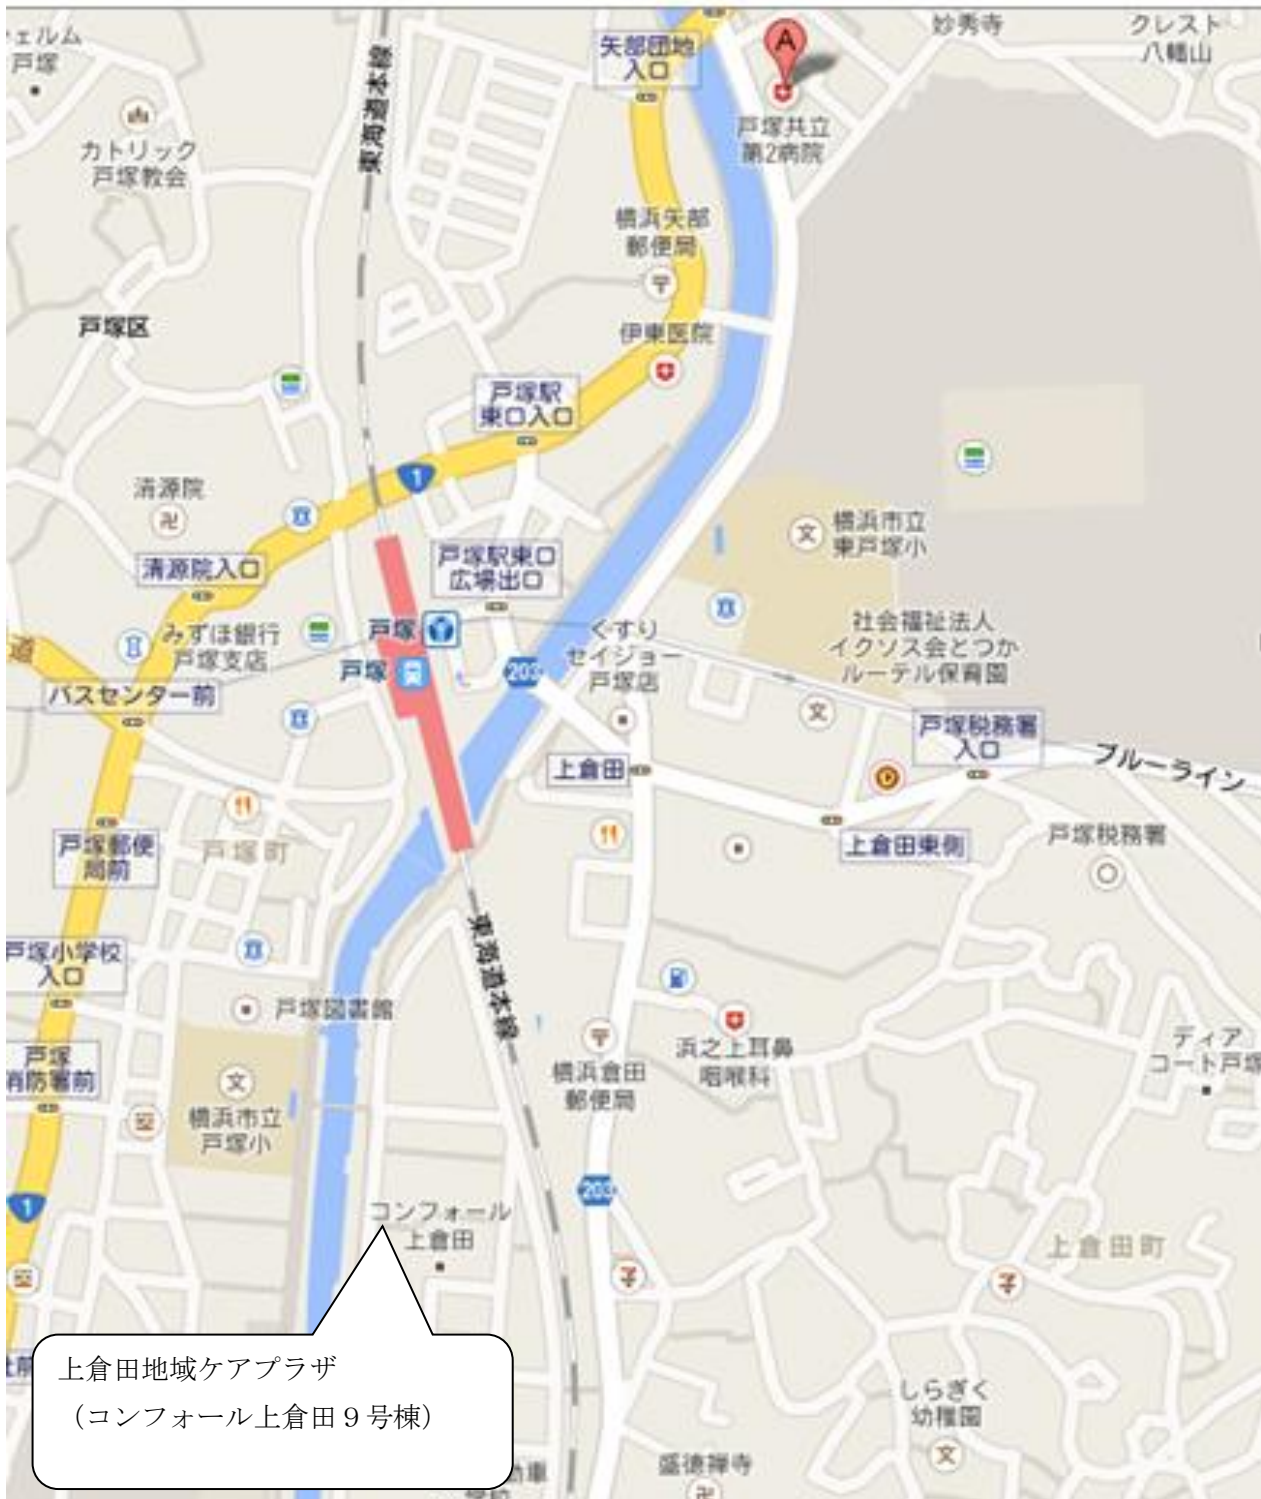 ェルム
戸塚
東海道本線
矢部団地
入口
A
妙秀寺
クレスト
八幡山
戸塚共立
第2病院
カトリック
戸塚教会
横浜矢部
郵便局
戸塚区
伊東医院
戸塚駅
東口入口
1
清源院
清源院入口
戸塚駅東口
広場出口
横浜市立
東戸塚小
みずほ銀行
戸塚支店
戸塚
戸塚
くすり
セイジョー
戸塚店
203
社会福祉法人
イクソス会とつか
ルーテル保育園
道
バスセンター前
戸塚税務署
入口
上倉田
ブルーライン
戸塚郵便
局前
戸塚町
上倉田東側
戸塚税務署
戸塚小学校
入口
東海道本線
戸塚図書館
戸塚
消防署前
横浜市立
戸塚小
横浜倉田
郵便局
浜之上耳鼻
咽喉科
ディア
コート戸塚
203
1
コンフォール
上倉田
上倉田町
上倉田地域ケアプラザ
（コンフォール上倉田９号棟）
しらぎく
幼稚園
盛徳禅寺
動車
学校